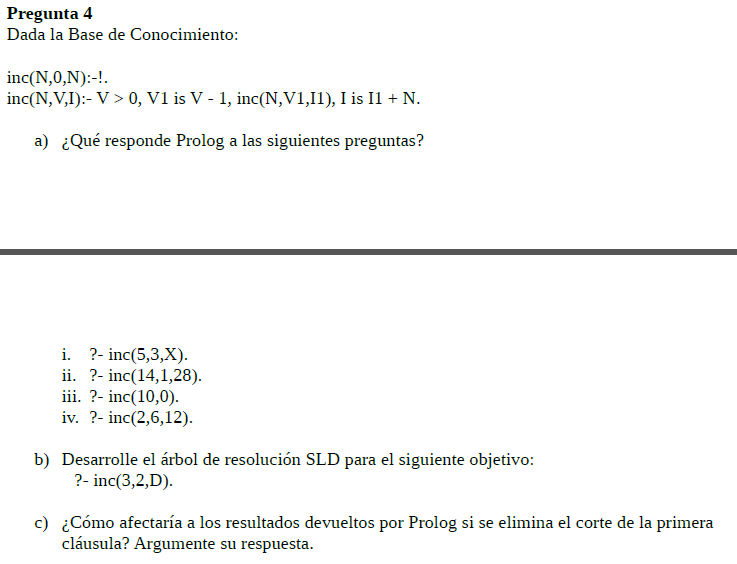 Pregunta 4
Dada la Base de Conocimiento:
inc(N,0,N):-!.
inc(N,V,I):- V > 0, V1 is V - 1, inc(N,V1,I1), I is I1 + N.
a) ¿Qué responde Prolog a las siguientes preguntas?
i. ?- inc(5,3,X).
ii. ?- inc(14,1,28).
iii. ?- inc(10,0).
iv. ?- inc(2,6,12).
b) Desarrolle el árbol de resolución SLD para el siguiente objetivo:
?- inc(3,2,D).
c) ¿Cómo afectaría a los resultados devueltos por Prolog si se elimina el corte de la primera
cláusula? Argumente su respuesta.